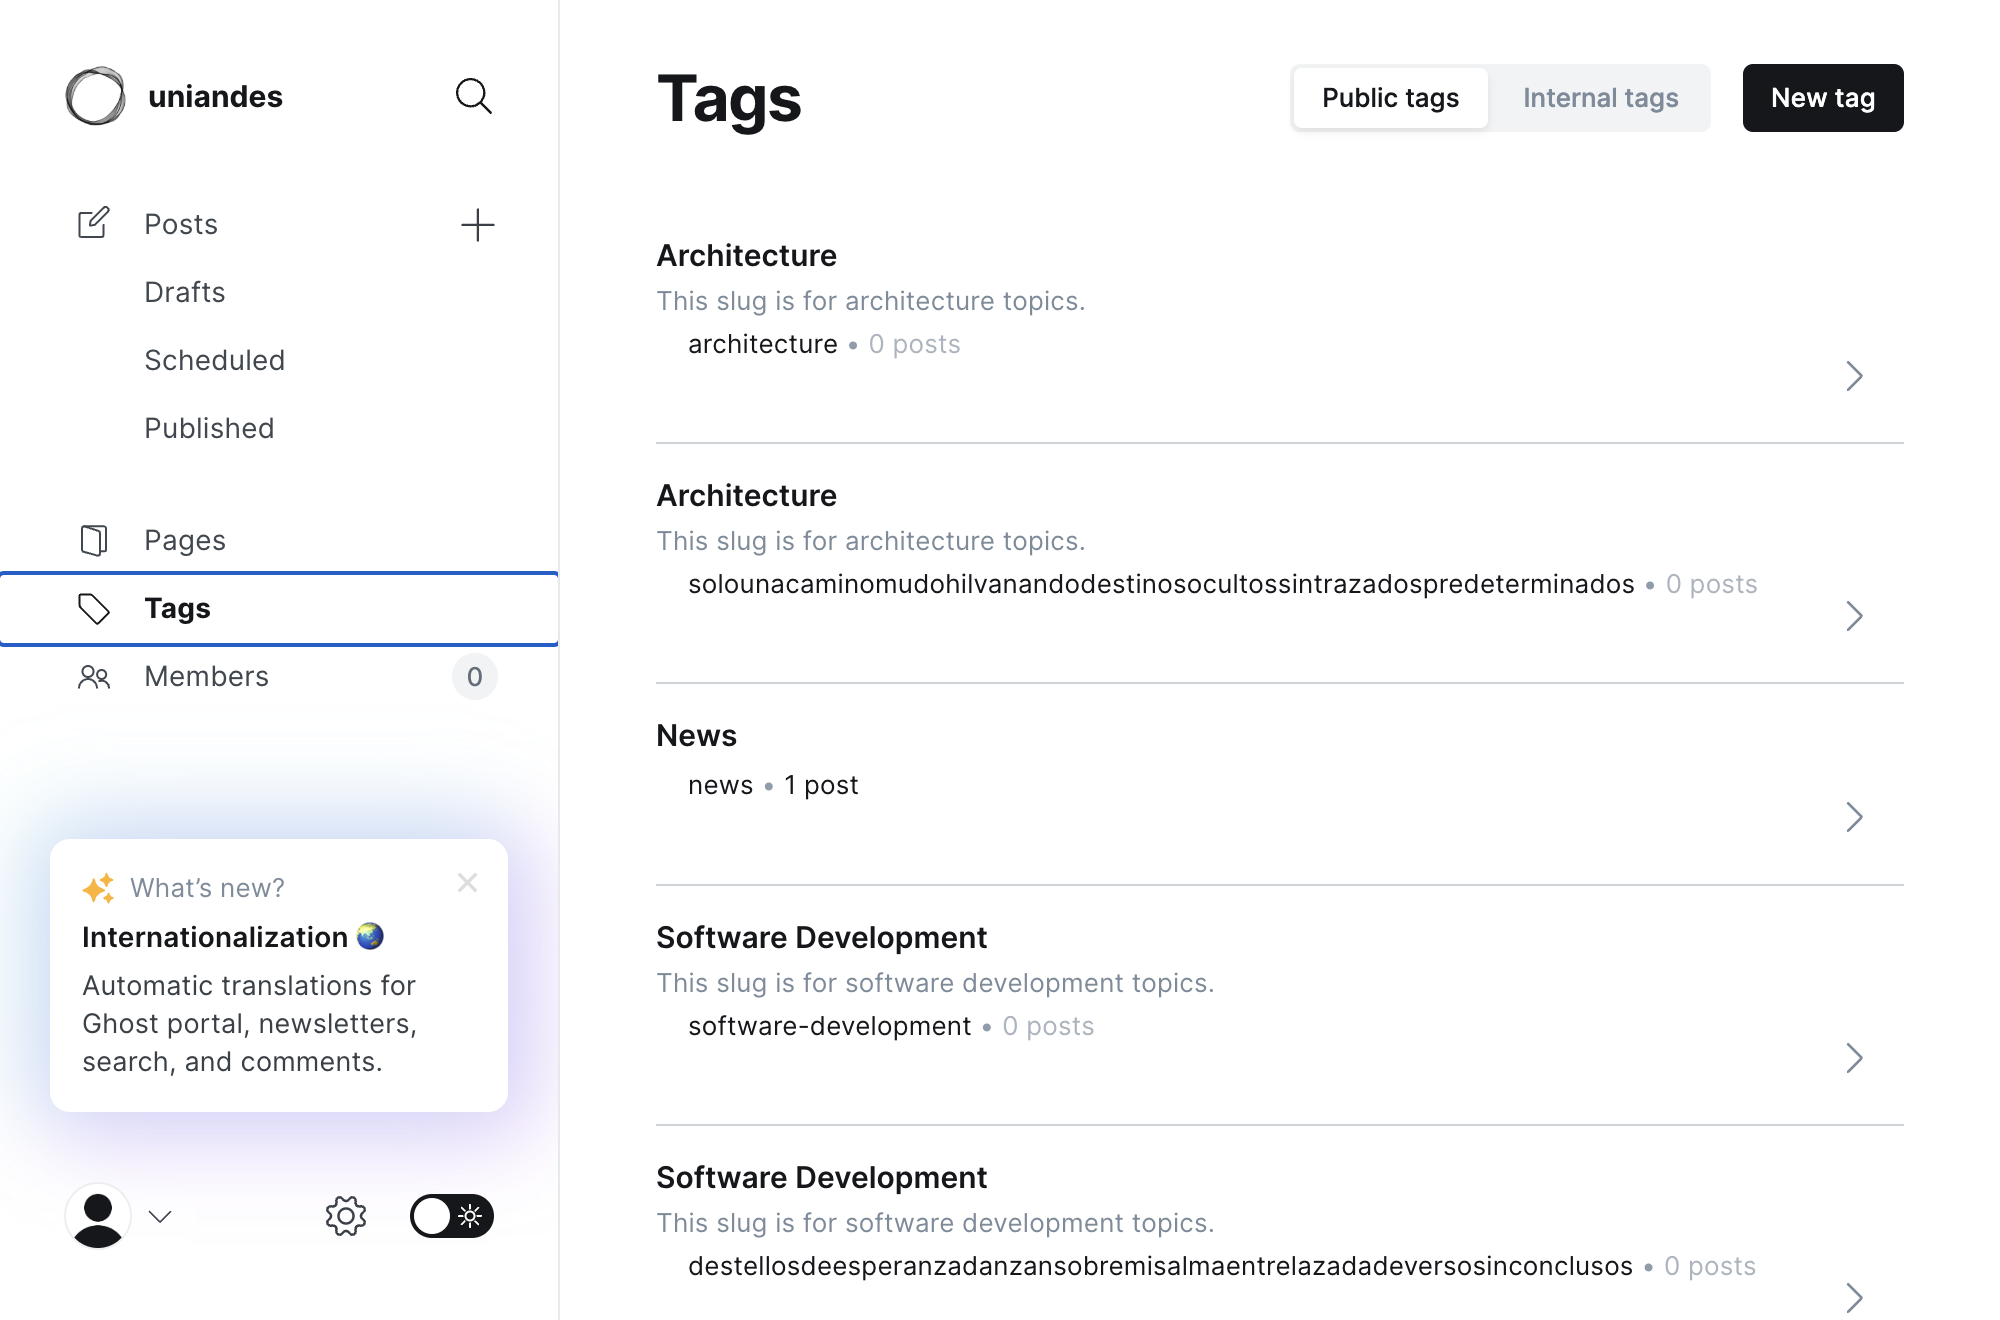 uniandes
Posts
Drafts
Scheduled
Published
Pages
Tags
Members
0
What's new?
Internationalization 🌏
Automatic translations for
Ghost portal, newsletters,
search, and comments.
Tags
Public tags
Internal tags
New tag
Architecture
This slug is for architecture topics.
architecture • 0 posts
Architecture
This slug is for architecture topics.
solounacaminomudohilvanandodestinosocultossintrazadospredeterminados • 0 posts
News
news • 1 post
Software Development
This slug is for software development topics.
software-development • 0 posts
Software Development
This slug is for software development topics.
destellosdeesperanzadanzansobremisalmaentrelazadadeversosinconclusos • 0 posts